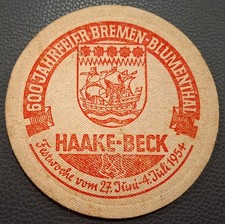 600 JAHRFEIER·BREMEN-BLUMENTHAL
HAAKE-BECK
Festwoche vom 27. Juni-4. Juli 1954